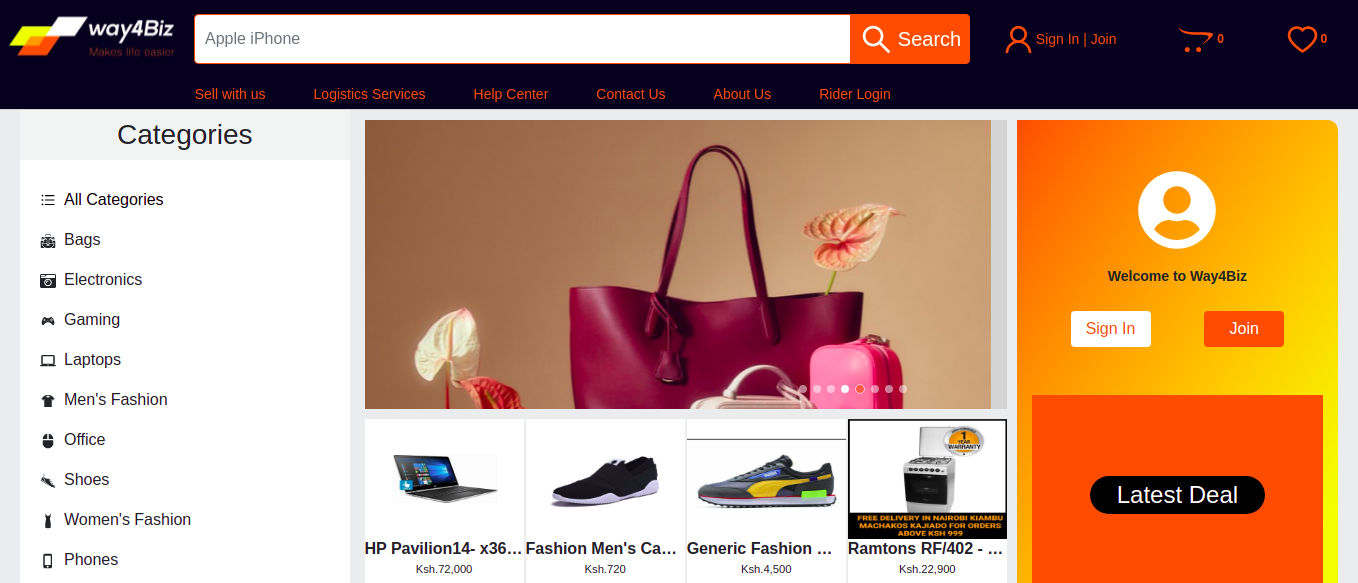 way4Biz
Makes life easier
Apple iPhone
Search
Sign In | Join
0
0
Sell with us
Logistics Services
Help Center
Contact Us
About Us
Rider Login
Categories
All Categories
Bags
Electronics
Gaming
Laptops
Men's Fashion
Office
Shoes
Women's Fashion
Phones
Welcome to Way4Biz
Sign In
Join
Latest Deal
1
YEAR
WARRANTY
FREE DELIVERY IN NAIROBI KIAMBU
MACHAKOS KAJIADO FOR ORDERS
ABOVE KSH 999
HP Pavilion14- x36...
Ksh.72,000
Fashion Men's Ca...
Ksh.720
Generic Fashion ...
Ksh.4,500
Ramtons RF/402 - ...
Ksh.22,900